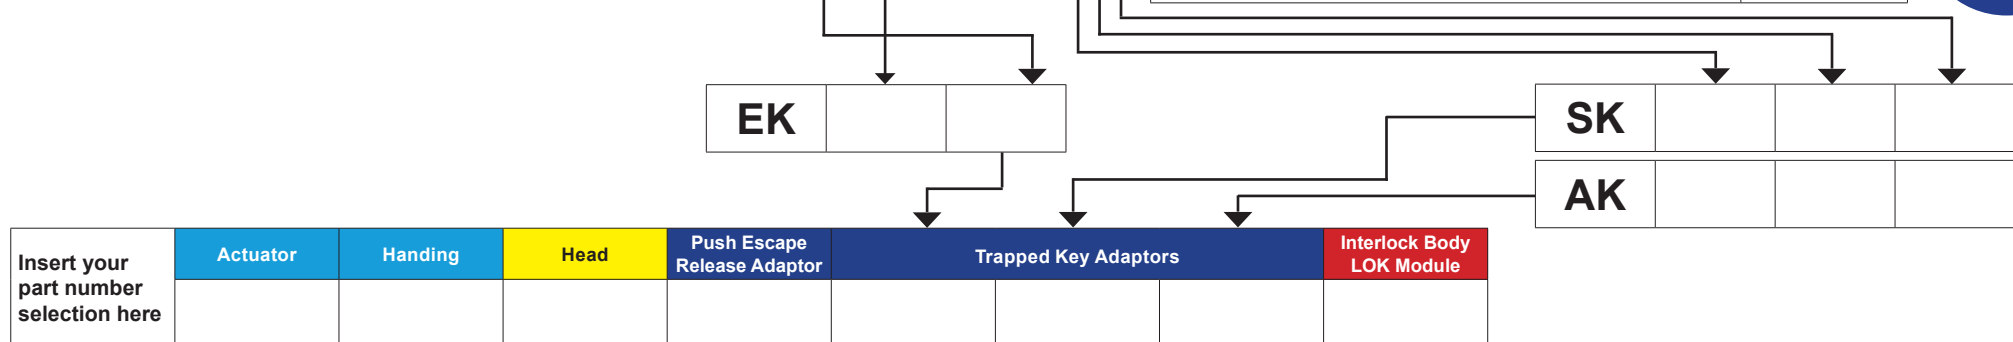 EK
SK
AK
Insert your
part number
selection here
Actuator
Handing
Head
Push Escape
Release Adaptor
Trapped Key Adaptors
Interlock Body
LOK Module